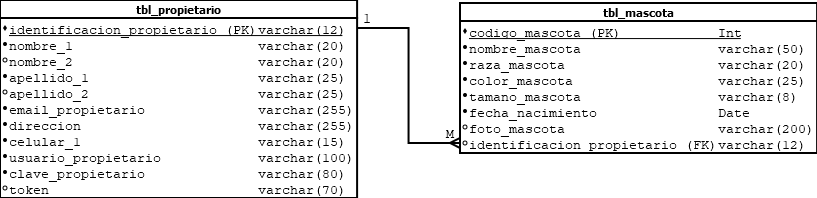 tbl_propietario
identificacion_propietario (PK) varchar(12)
nombre_1 varchar(20)
nombre_2 varchar(20)
apellido_1 varchar(25)
apellido_2 varchar(25)
email_propietario varchar(255)
direccion varchar(255)
celular_1 varchar(15)
usuario_propietario varchar(100)
clave_propietario varchar(80)
token varchar(70)
1
M
tbl_mascota
codigo_mascota (PK) Int
nombre_mascota varchar(50)
raza_mascota varchar(20)
color_mascota varchar(25)
tamano_mascota varchar(8)
fecha_nacimiento Date
foto_mascota varchar(200)
identificacion_propietario (FK) varchar(12)